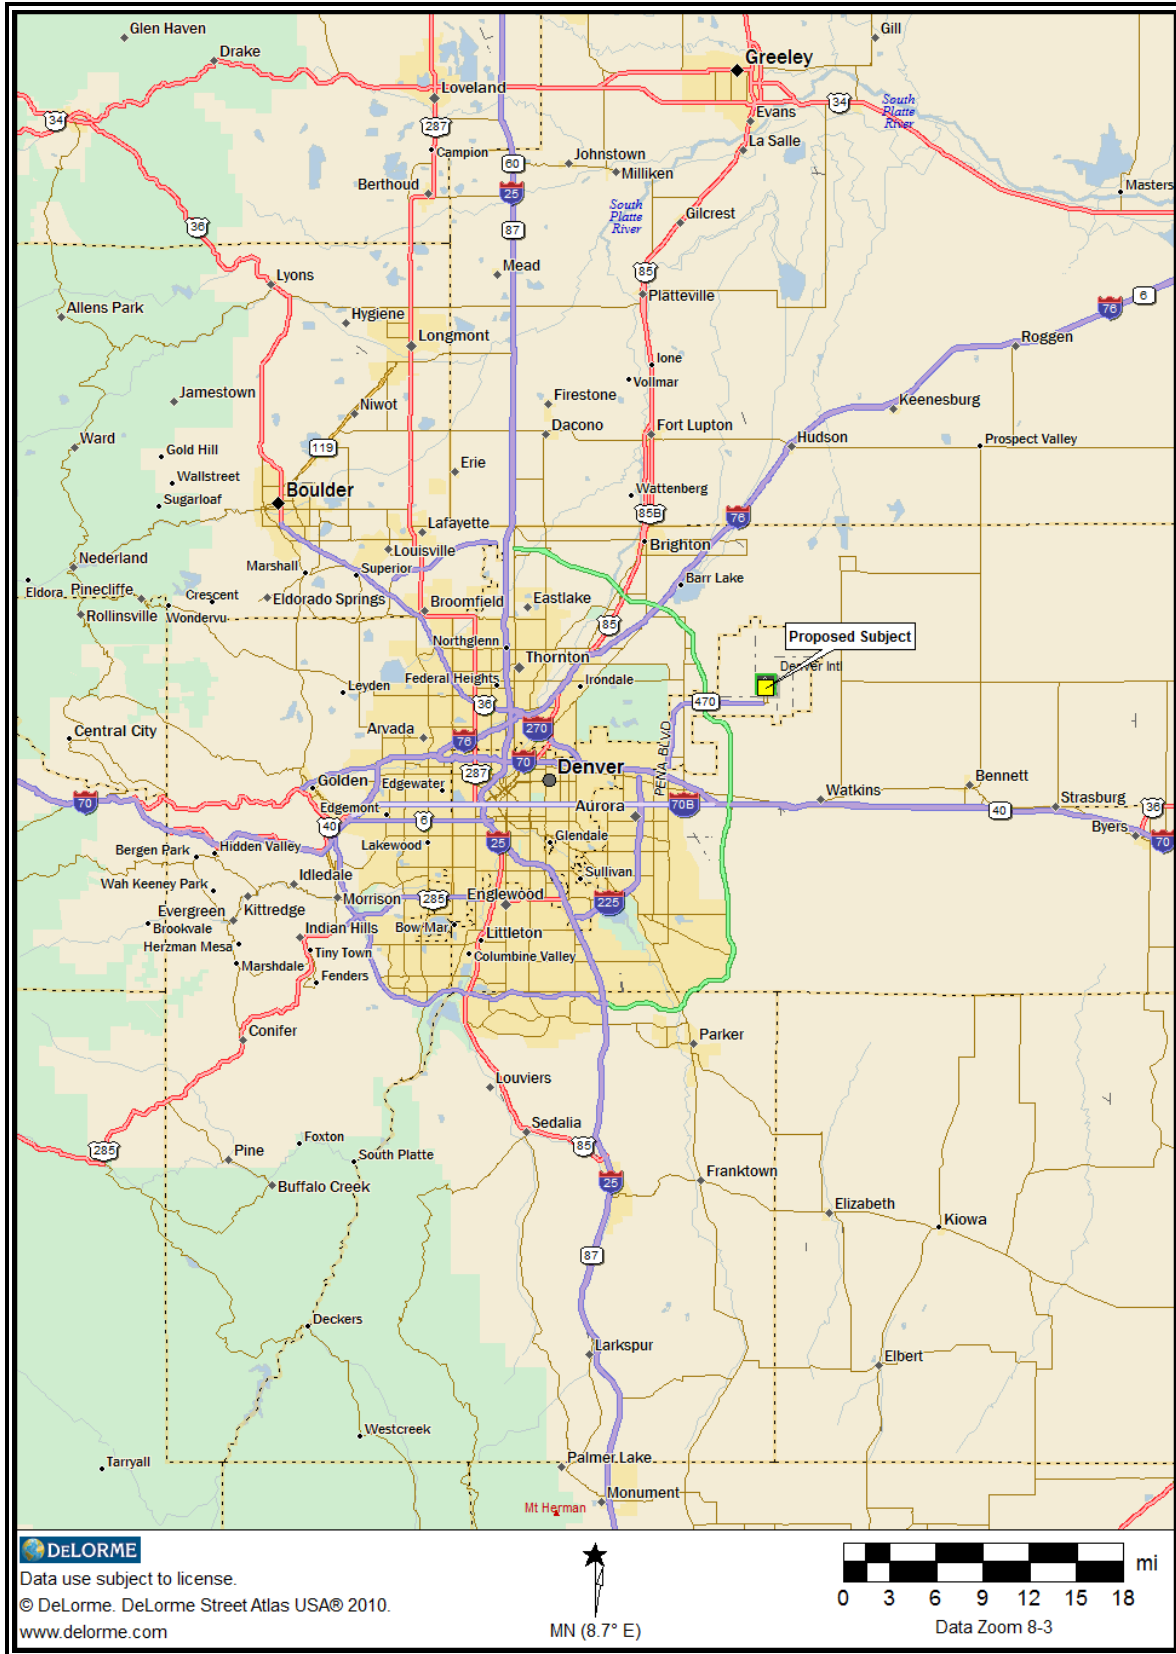 Glen Haven
Gill
Drake
Greeley
Loveland
34
South
Platte
River
34
287
Evans
La Salle
Campion
60
Johnstown
Milliken
Berthoud
25
Masters
South
Platte
River
Gilcrest
36
87
Mead
85
Lyons
Platteville
6
76
Allens Park
Hygiene
Longmont
Roggen
Ione
Vollmar
Jamestown
Firestone
Keenesburg
Niwot
Dacono
Fort Lupton
Hudson
Ward
Gold Hill
119
Prospect Valley
Erie
Wallstreet
Boulder
Wattenberg
Sugarloaf
85B
76
Lafayette
Louisville
Brighton
Nederland
Marshall
Superior
Barr Lake
Eldora
Pinecliffe
Crescent
Eldorado Springs
Broomfield
Eastlake
Rollinsville
Wondervu
85
Proposed Subject
Northglenn
Thornton
Denver Intl
Federal Heights
Irondale
Leyden
36
470
Arvada
76
270
PENA BLVD
Central City
70
Denver
287
Golden
Edgewater
Bennett
Watkins
70
Edgemont
Aurora
70B
40
Strasburg
36
40
6
Byers
70
Bergen Park
Hidden Valley
Lakewood
25
Glendale
Idledale
Sullivan
Wah Keeney Park
Kittredge
Morrison
285
Englewood
225
Evergreen
Brookvale
Indian Hills
Bow Mar
Littleton
Herzman Mesa
Tiny Town
Columbine Valley
Marshdale
Fenders
Conifer
Parker
Louviers
Sedalia
285
Foxton
85
Pine
South Platte
Franktown
25
Buffalo Creek
Elizabeth
Kiowa
87
Deckers
Larkspur
Elbert
Westcreek
Tarryall
Palmer Lake
Monument
Mt Herman
DELORME
Data use subject to license.
© DeLorme. DeLorme Street Atlas USA® 2010.
www.delorme.com
MN (8.7° E)
mi
0 3 6 9 12 15 18
Data Zoom 8-3